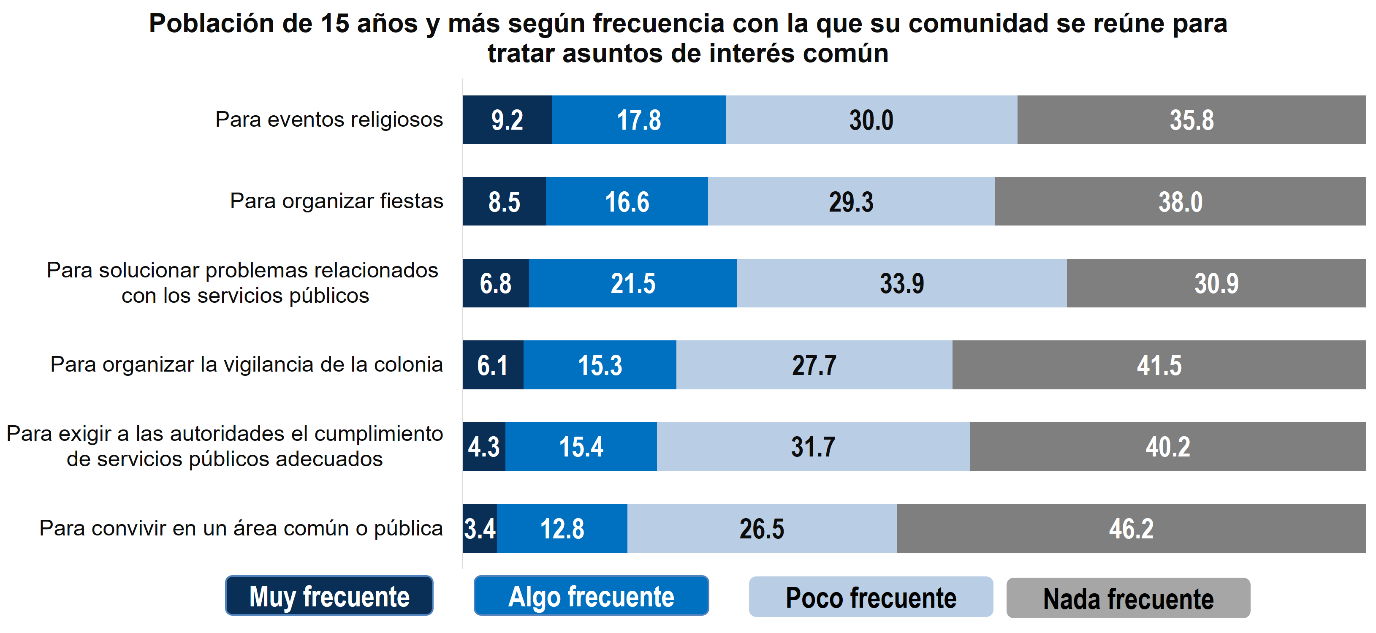 Población de 15 años y más según frecuencia con la que su comunidad se reúne para
tratar asuntos de interés común
Para eventos religiosos
9.2 17.8 30.0 35.8
Para organizar fiestas
8.5 16.6 29.3 38.0
Para solucionar problemas relacionados
con los servicios públicos
6.8 21.5 33.9 30.9
Para organizar la vigilancia de la colonia
6.1 15.3 27.7 41.5
Para exigir a las autoridades el cumplimiento
de servicios públicos adecuados
4.3 15.4 31.7 40.2
Para convivir en un área común o pública
3.4 12.8 26.5 46.2
Muy frecuente Algo frecuente Poco frecuente Nada frecuente